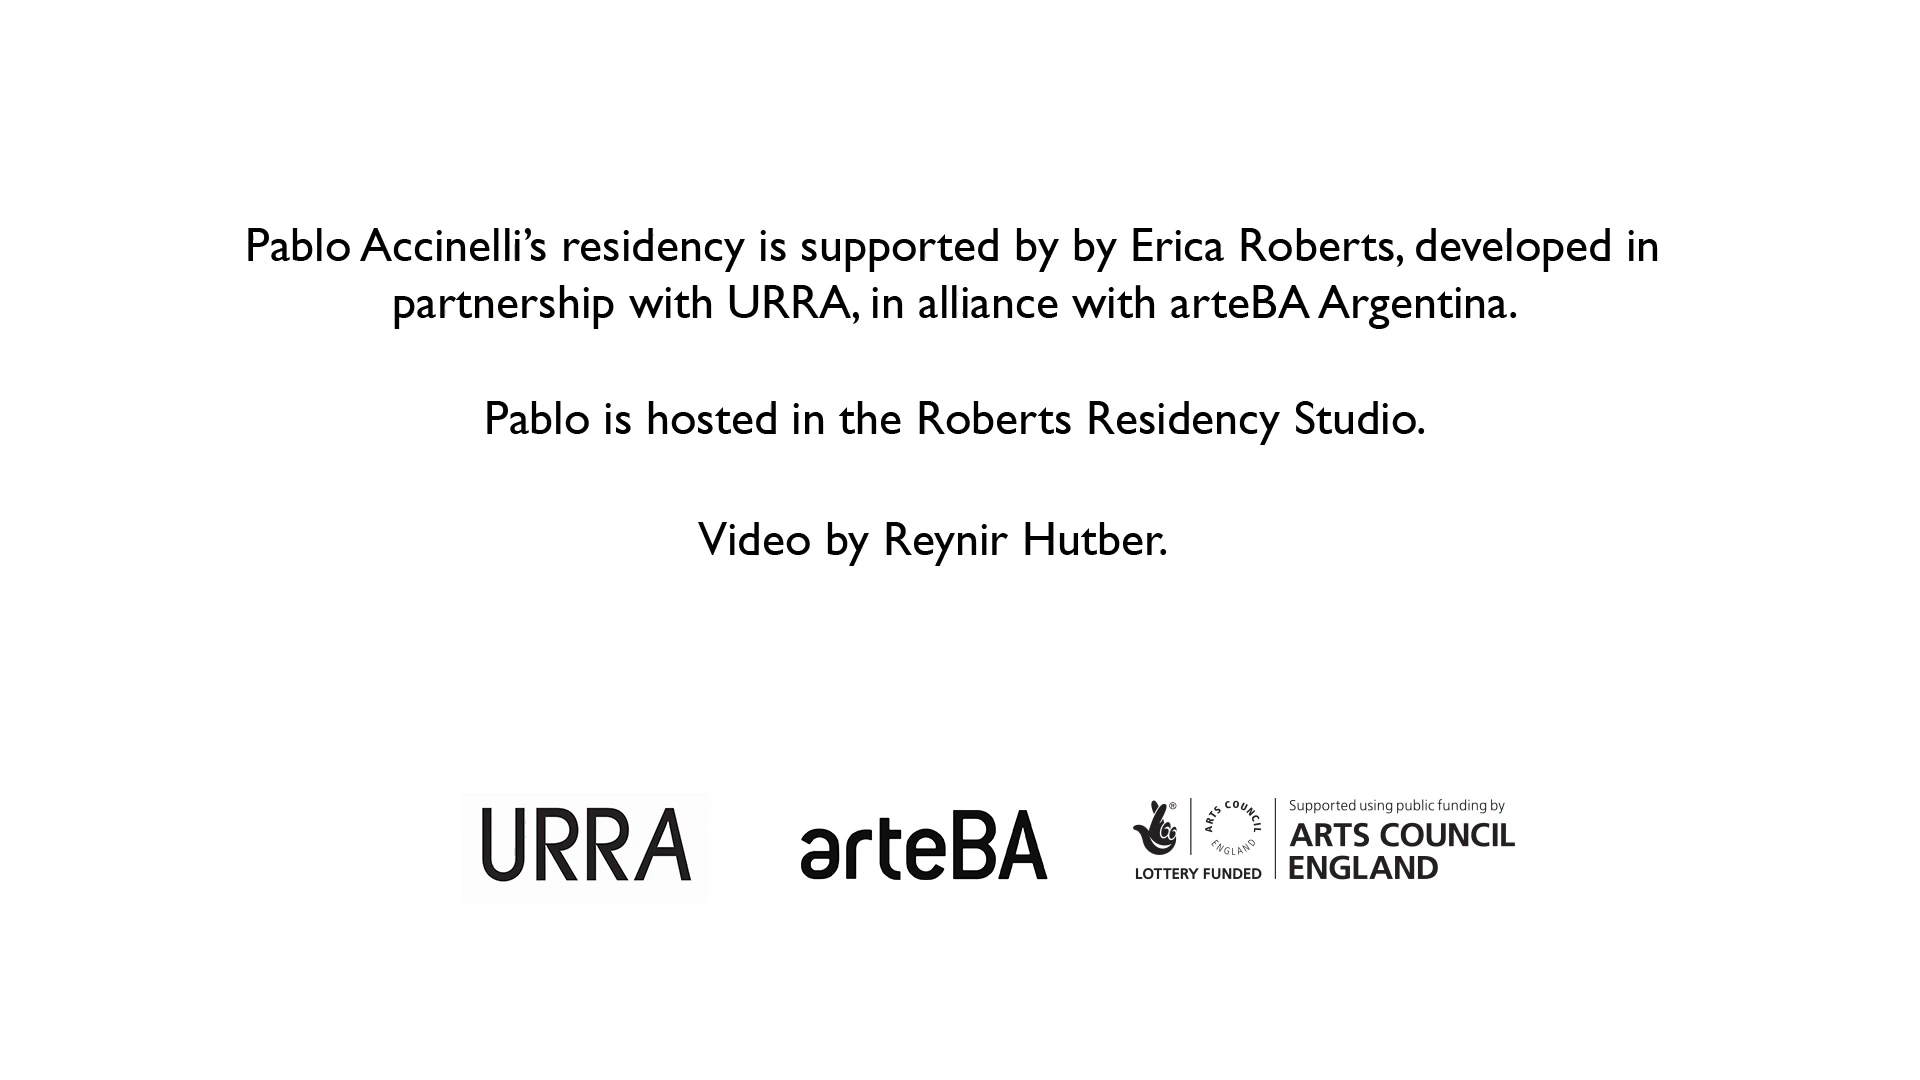 Pablo Accinelli’s residency is supported by by Erica Roberts, developed in
partnership with URRA, in alliance with arteBA Argentina.
Pablo is hosted in the Roberts Residency Studio.
Video by Reynir Hutber.
URRA
arteBA
®
ARTS COUNCIL
ENGLAND
LOTTERY FUNDED
Supported using public funding by
ARTS COUNCIL
ENGLAND